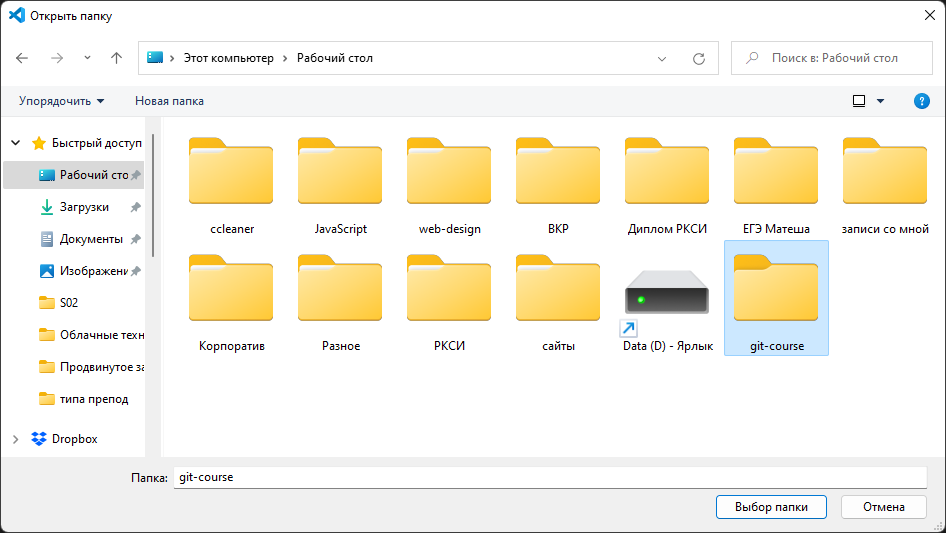 Открыть папку
Этот компьютер > Рабочий стол
Поиск в: Рабочий стол
Упорядочить Новая папка
Быстрый доступ
Рабочий сто
Загрузки
Документы
Изображени
S02
Облачные техн
Продвинутое за
типа препод
Dropbox
ccleaner JavaScript web-design ВКР Диплом РКСИ ЕГЭ Матеша записи со мной
Корпоратив Разное РКСИ сайты Data (D) - Ярлык git-course
Папка: git-course
Выбор папки Отмена